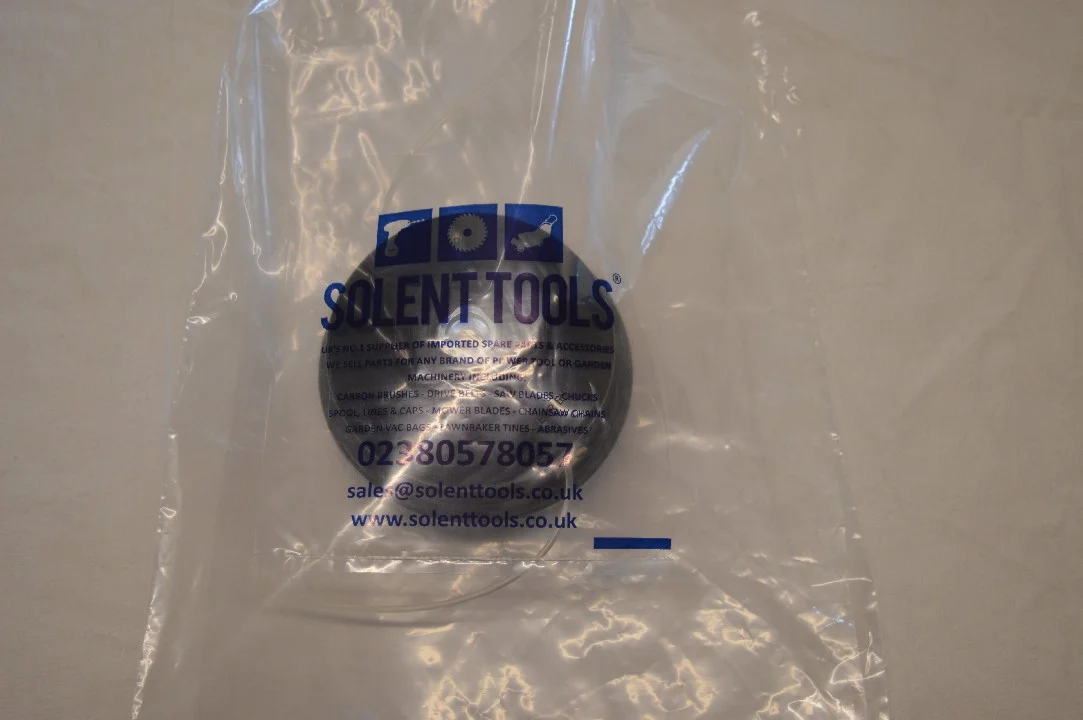 SOLENT TOOLS®
UK'S NO.1 SUPPLIER OF IMPORTED SPARE PARTS & ACCESSORIES
WE SELL PARTS FOR ANY BRAND OF POWER TOOL OR GARDEN
MACHINERY INCLUDING:
CARBON BRUSHES - DRIVE BELTS - SAW BLADES - CHUCKS
SPOOL, LINES & CAPS - MOWER BLADES - CHAINSAW CHAINS
GARDEN VAC BAGS - LAWNRAKER TINES - ABRASIVES
02380578057
sales@solenttools.co.uk
www.solenttools.co.uk